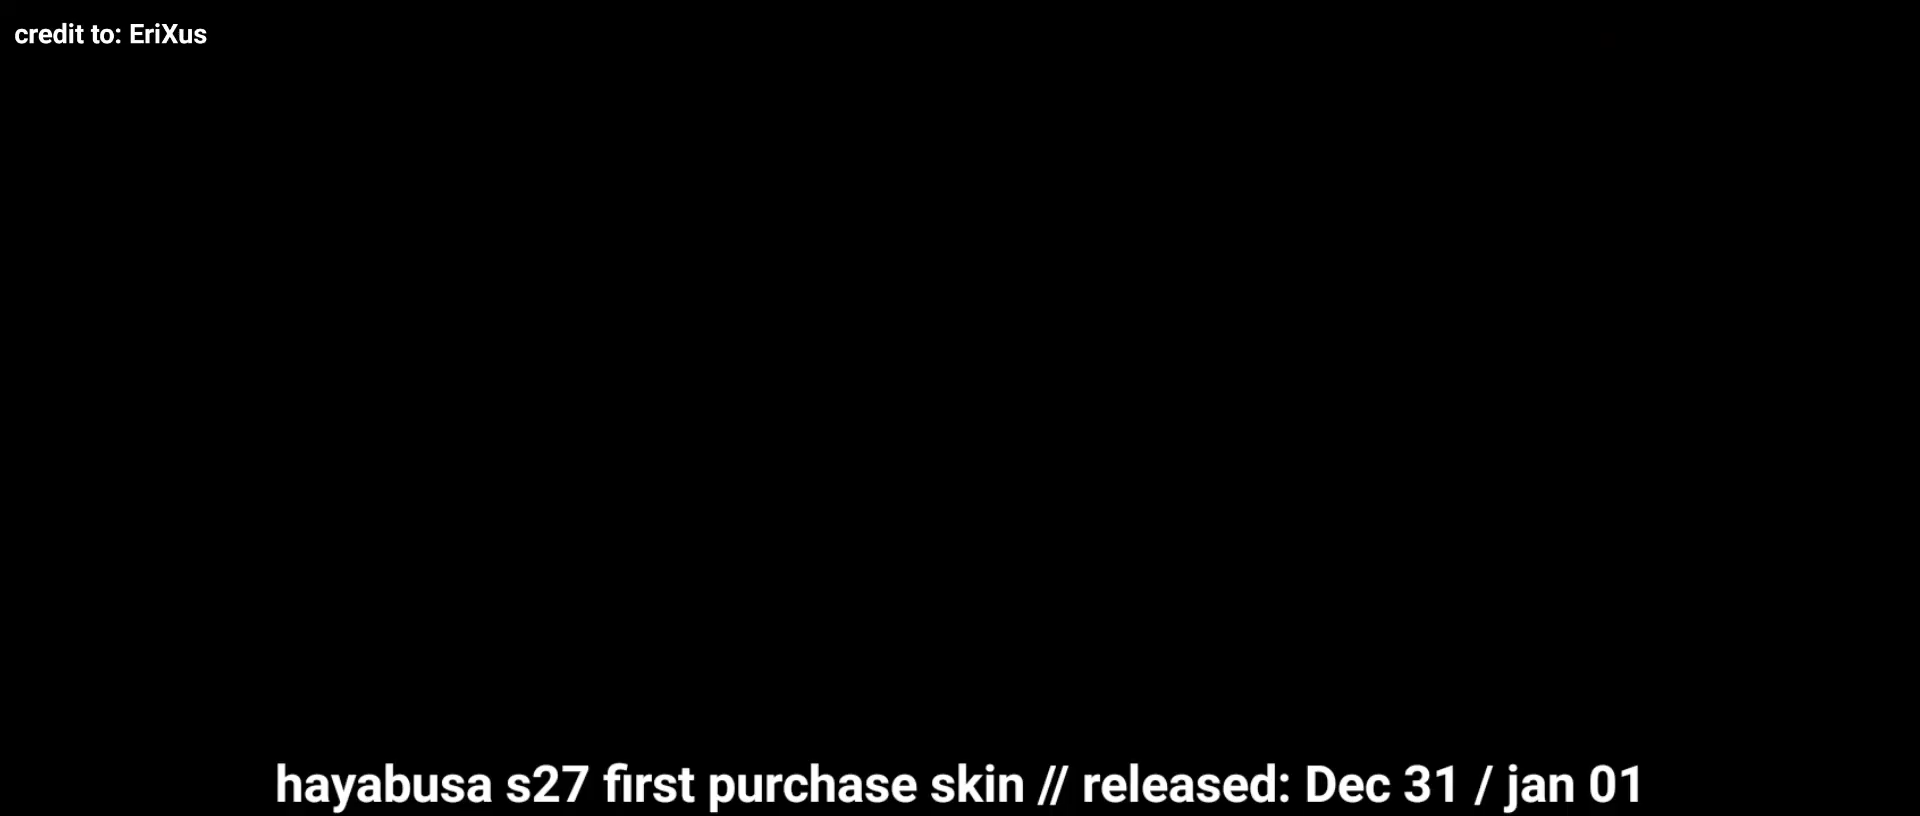 credit to: EriXus
hayabusa s27 first purchase skin // released: Dec 31 / jan 01